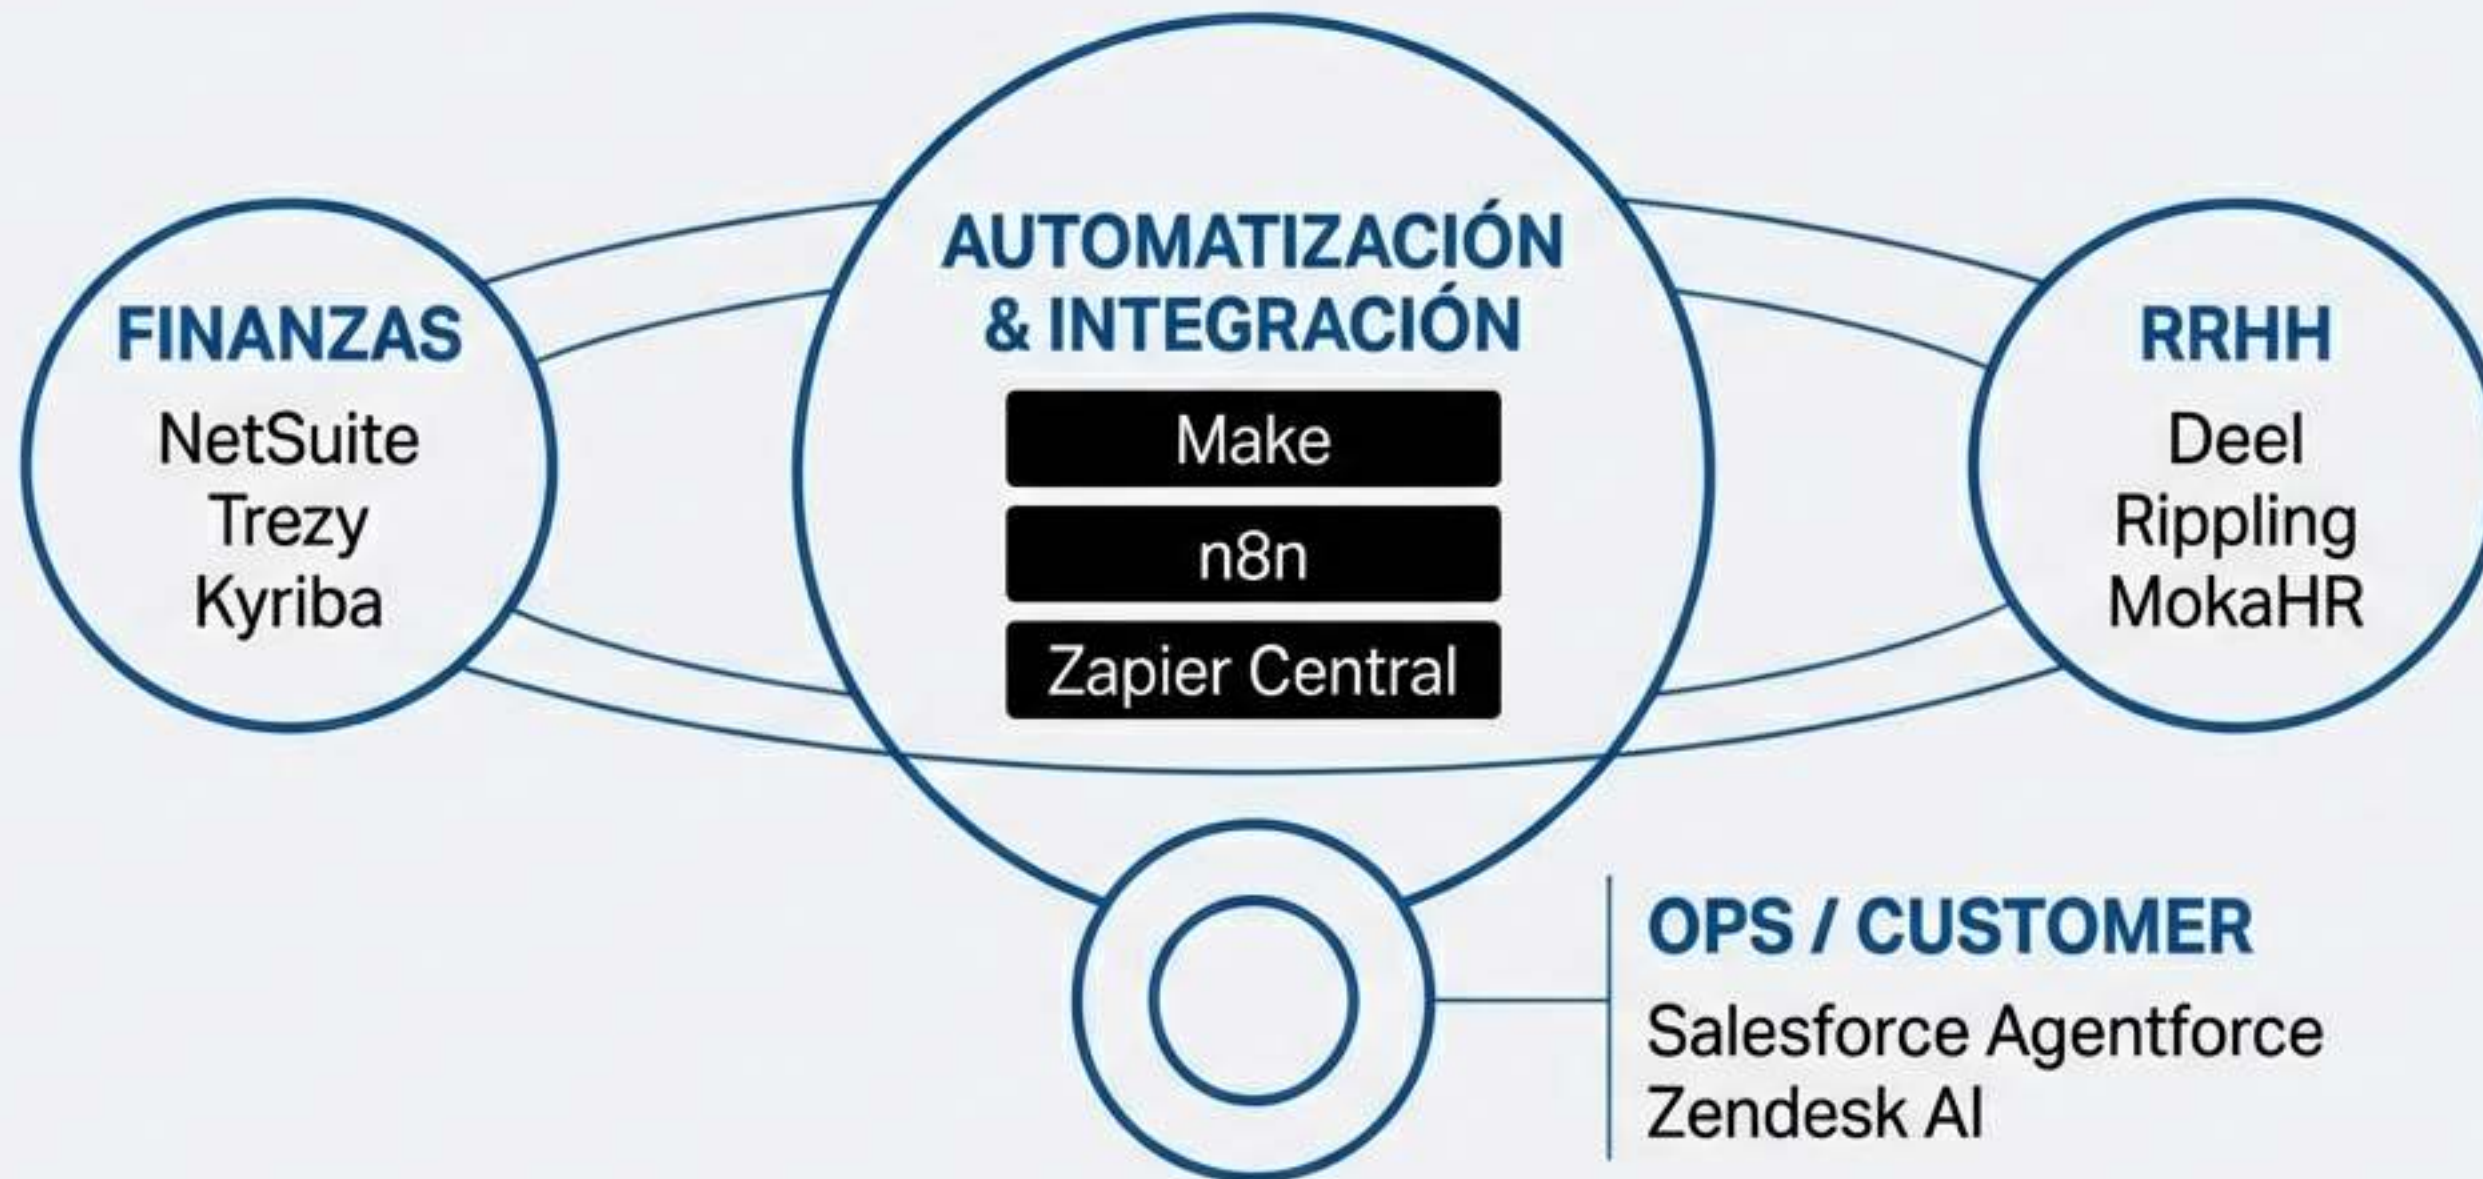 FINANZAS
NetSuite
Trezy
Kyriba
AUTOMATIZACIÓN
& INTEGRACIÓN
Make
n8n
Zapier Central
RRHH
Deel
Rippling
MokaHR
OPS / CUSTOMER
Salesforce Agentforce
Zendesk AI